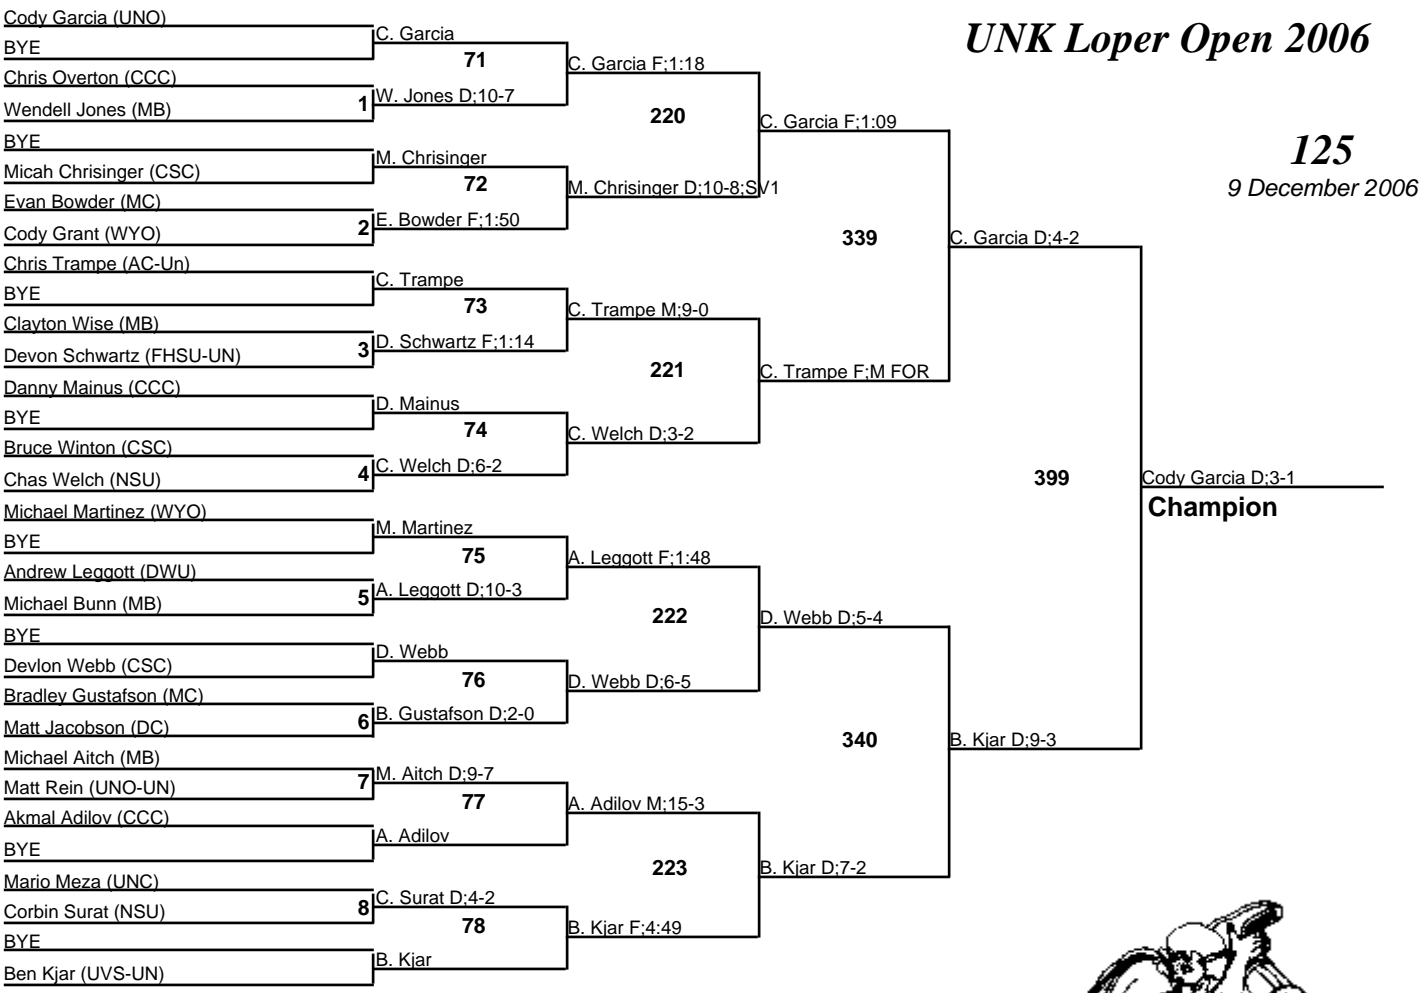 UNK Loper Open 2006
125
9 December 2006
Cody Garcia (UNO)
BYE
Chris Overton (CCC)
Wendell Jones (MB)
BYE
Micah Chrisinger (CSC)
Evan Bowder (MC)
Cody Grant (WYO)
Chris Trampe (AC-Un)
BYE
Clayton Wise (MB)
Devon Schwartz (FHSU-UN)
Danny Mainus (CCC)
BYE
Bruce Winton (CSC)
Chas Welch (NSU)
Michael Martinez (WYO)
BYE
Andrew Leggott (DWU)
Michael Bunn (MB)
BYE
Devlon Webb (CSC)
Bradley Gustafson (MC)
Matt Jacobson (DC)
Michael Aitch (MB)
Matt Rein (UNO-UN)
Akmal Adilov (CCC)
BYE
Mario Meza (UNC)
Corbin Surat (NSU)
BYE
Ben Kjar (UVS-UN)
1
2
3
4
5
6
7
8
C. Garcia
71
W. Jones D;10-7
M. Chrisinger
72
E. Bowder F;1:50
C. Trampe
73
D. Schwartz F;1:14
D. Mainus
74
C. Welch D;6-2
M. Martinez
75
A. Leggott D;10-3
D. Webb
76
B. Gustafson D;2-0
M. Aitch D;9-7
77
A. Adilov
C. Surat D;4-2
78
B. Kjar
C. Garcia F;1:18
220
M. Chrisinger D;10-8;SV1
C. Trampe M;9-0
221
C. Welch D;3-2
A. Leggott F;1:48
222
D. Webb D;6-5
A. Adilov M;15-3
223
B. Kjar F;4:49
C. Garcia F;1:09
339
C. Trampe F;M FOR
D. Webb D;5-4
340
B. Kjar D;7-2
C. Garcia D;4-2
399
B. Kjar D;9-3
Cody Garcia D;3-1
Champion